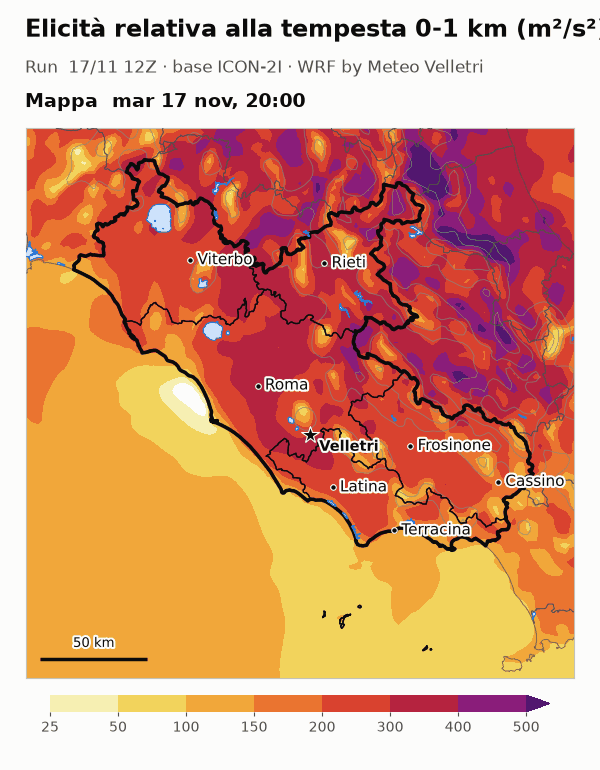 Elicità relativa alla tempesta 0-1 km (m²/s²)
Run 17/11 12Z · base ICON-2I · WRF by Meteo Velletri
Mappa mar 17 nov, 20:00
Viterbo
Rieti
Roma
Velletri
Frosinone
Cassino
Latina
Terracina
50 km
25 50 100 150 200 300 400 500